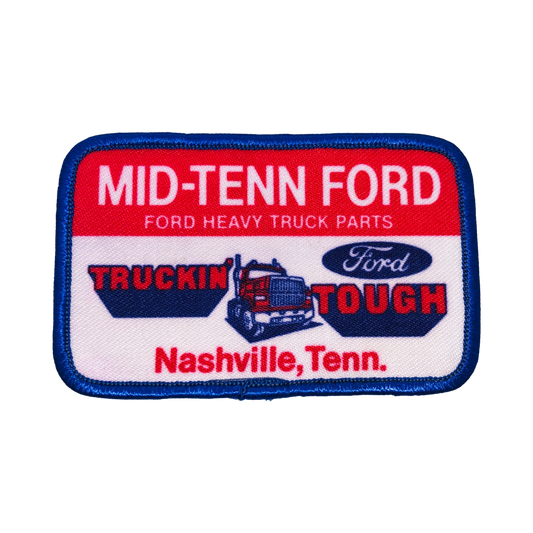 MID-TENN FORD
FORD HEAVY TRUCK PARTS
Ford
TRUCKIN' TOUGH
Nashville, Tenn.